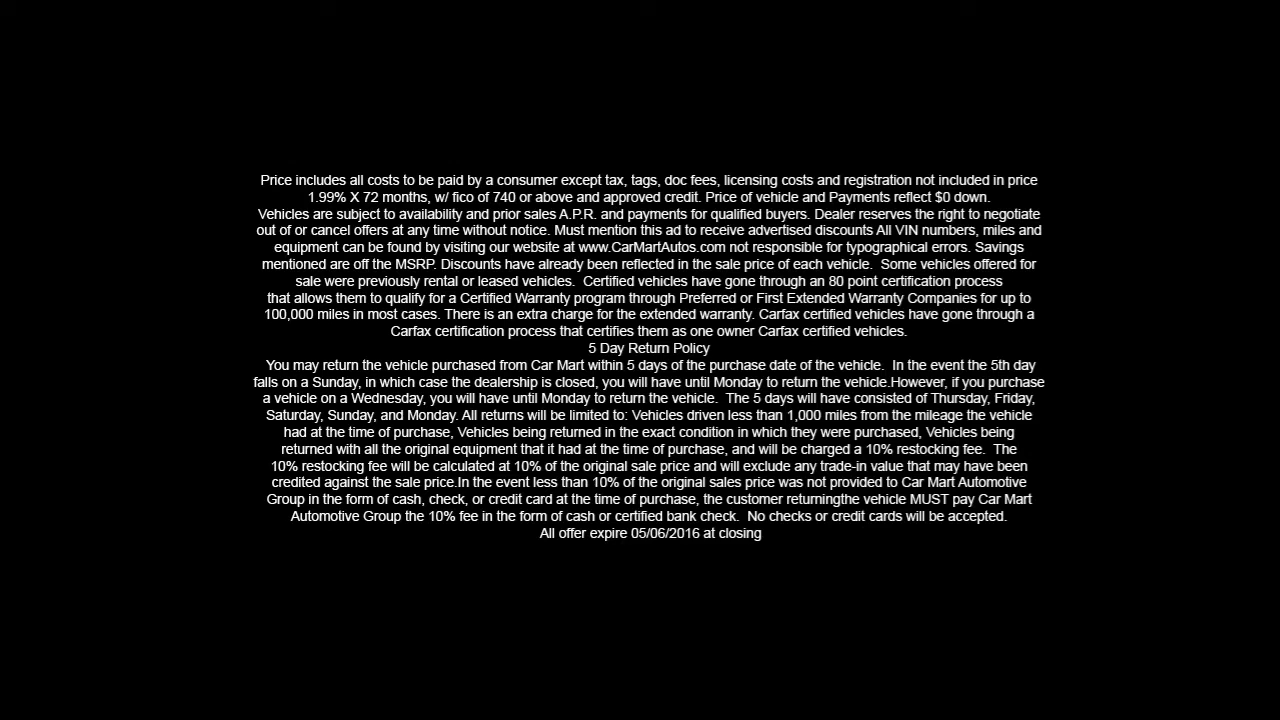 Price includes all costs to be paid by a consumer except tax, tags, doc fees, licensing costs and registration not included in price
1.99% X 72 months, w/ fico of 740 or above and approved credit. Price of vehicle and Payments reflect $0 down.
Vehicles are subject to availability and prior sales A.P.R. and payments for qualified buyers. Dealer reserves the right to negotiate
out of or cancel offers at any time without notice. Must mention this ad to receive advertised discounts All VIN numbers, miles and
equipment can be found by visiting our website at www.CarMartAutos.com not responsible for typographical errors. Savings
mentioned are off the MSRP. Discounts have already been reflected in the sale price of each vehicle.  Some vehicles offered for
sale were previously rental or leased vehicles.  Certified vehicles have gone through an 80 point certification process
that allows them to qualify for a Certified Warranty program through Preferred or First Extended Warranty Companies for up to
100,000 miles in most cases. There is an extra charge for the extended warranty. Carfax certified vehicles have gone through a
Carfax certification process that certifies them as one owner Carfax certified vehicles.
5 Day Return Policy
You may return the vehicle purchased from Car Mart within 5 days of the purchase date of the vehicle.  In the event the 5th day
falls on a Sunday, in which case the dealership is closed, you will have until Monday to return the vehicle.However, if you purchase
a vehicle on a Wednesday, you will have until Monday to return the vehicle.  The 5 days will have consisted of Thursday, Friday,
Saturday, Sunday, and Monday. All returns will be limited to: Vehicles driven less than 1,000 miles from the mileage the vehicle
had at the time of purchase, Vehicles being returned in the exact condition in which they were purchased, Vehicles being
returned with all the original equipment that it had at the time of purchase, and will be charged a 10% restocking fee.  The
10% restocking fee will be calculated at 10% of the original sale price and will exclude any trade-in value that may have been
credited against the sale price.In the event less than 10% of the original sales price was not provided to Car Mart Automotive
Group in the form of cash, check, or credit card at the time of purchase, the customer returningthe vehicle MUST pay Car Mart
Automotive Group the 10% fee in the form of cash or certified bank check.  No checks or credit cards will be accepted.
All offer expire 05/06/2016 at closing